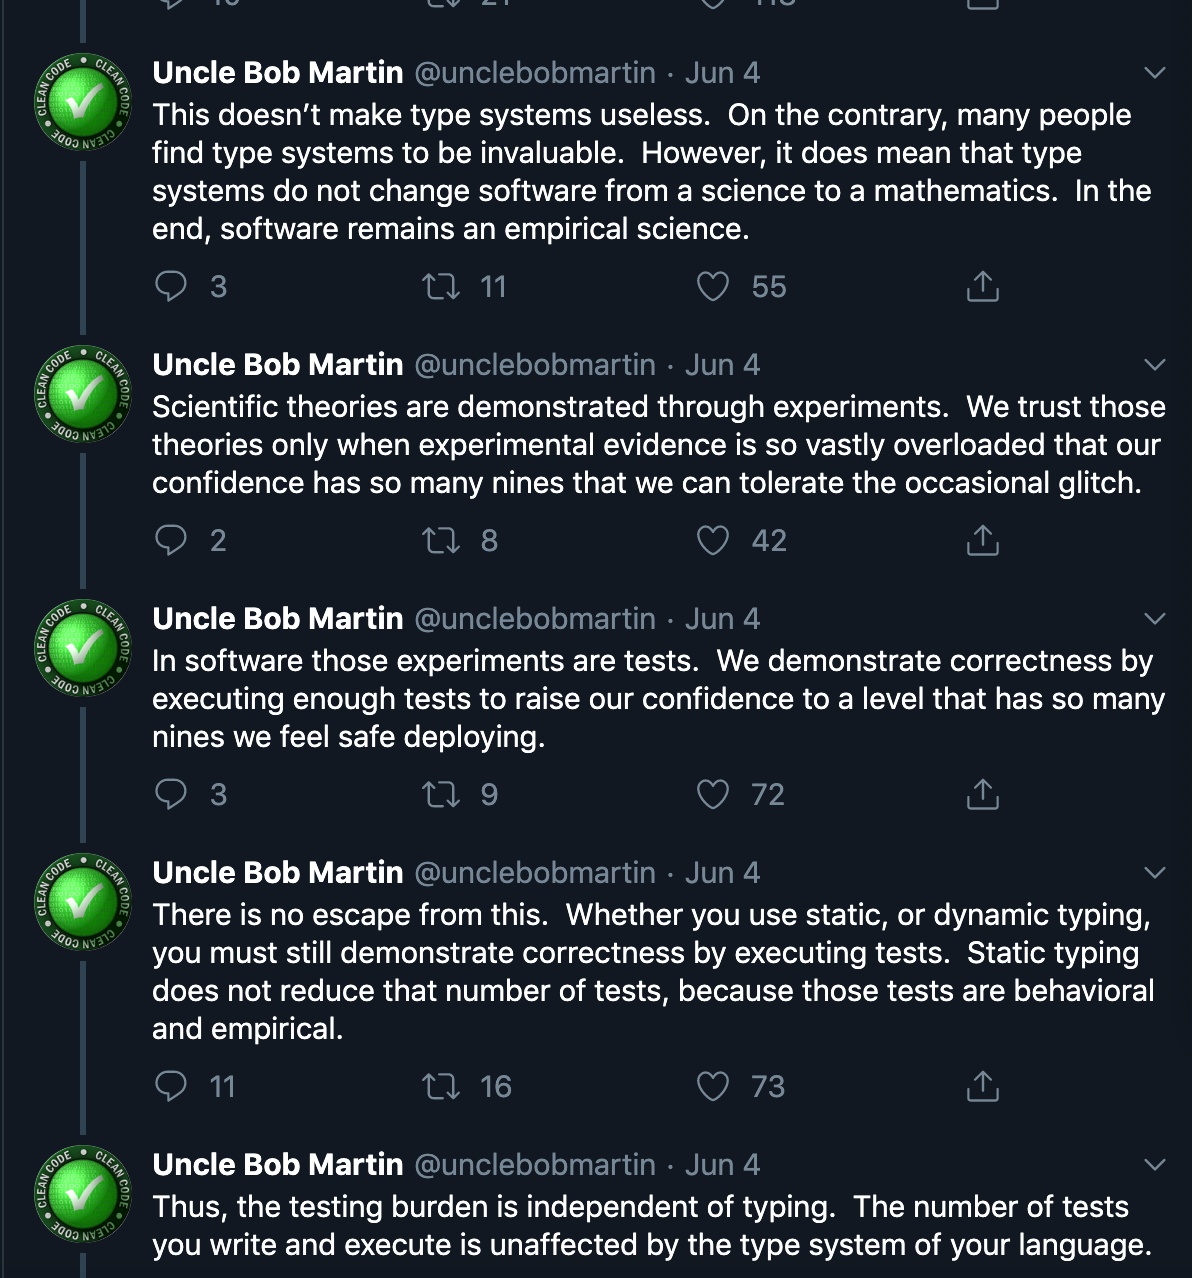 Uncle Bob Martin @unclebobmartin · Jun 4
This doesn’t make type systems useless.  On the contrary, many people
find type systems to be invaluable.  However, it does mean that type
systems do not change software from a science to a mathematics.  In the
end, software remains an empirical science.
3 11 55
CLEAN CODE • CLEAN CODE • CLEAN CODE •
Uncle Bob Martin @unclebobmartin · Jun 4
Scientific theories are demonstrated through experiments.  We trust those
theories only when experimental evidence is so vastly overloaded that our
confidence has so many nines that we can tolerate the occasional glitch.
2 8 42
CLEAN CODE • CLEAN CODE • CLEAN CODE •
Uncle Bob Martin @unclebobmartin · Jun 4
In software those experiments are tests.  We demonstrate correctness by
executing enough tests to raise our confidence to a level that has so many
nines we feel safe deploying.
3 9 72
CLEAN CODE • CLEAN CODE • CLEAN CODE •
Uncle Bob Martin @unclebobmartin · Jun 4
There is no escape from this.  Whether you use static, or dynamic typing,
you must still demonstrate correctness by executing tests.  Static typing
does not reduce that number of tests, because those tests are behavioral
and empirical.
11 16 73
CLEAN CODE • CLEAN CODE • CLEAN CODE •
Uncle Bob Martin @unclebobmartin · Jun 4
Thus, the testing burden is independent of typing.  The number of tests
you write and execute is unaffected by the type system of your language.
CLEAN CODE • CLEAN CODE • CLEAN CODE •